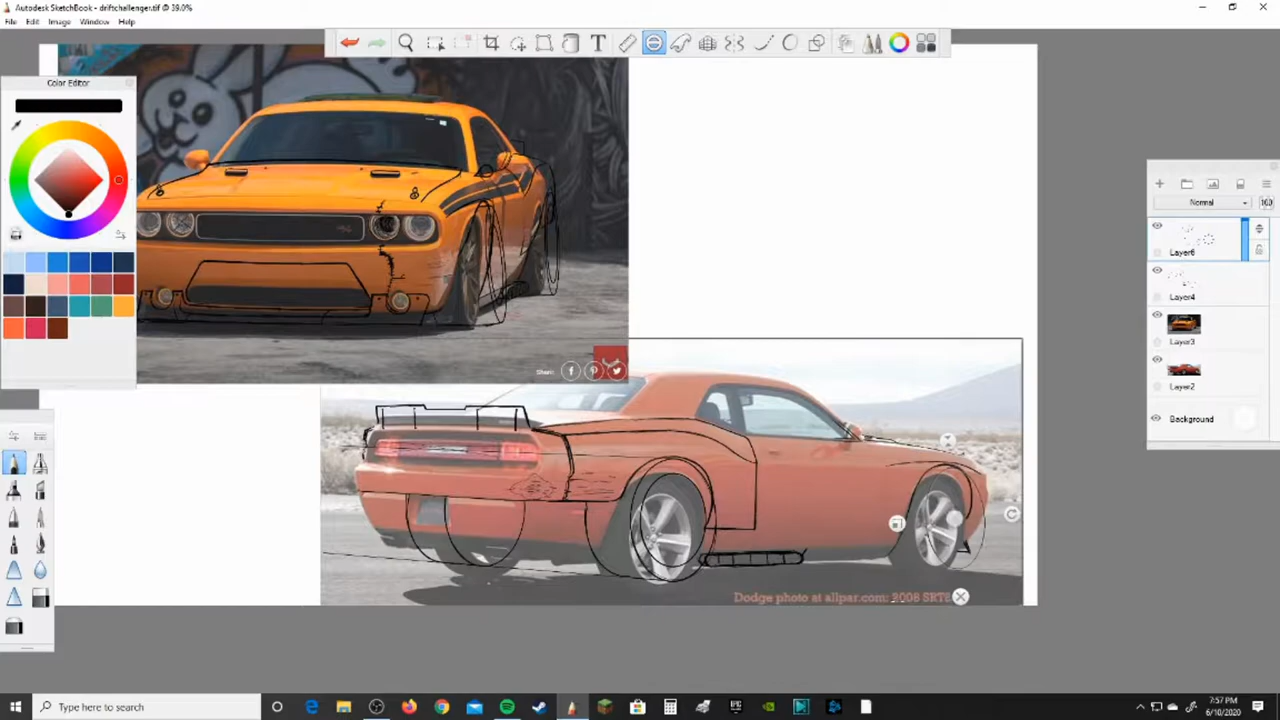 Autodesk SketchBook - driftchallenger.tif @ 39.0%
File Edit Image Window Help
T
Color Editor
Normal
100
Layer6
Layer4
Layer3
Layer2
Background
Share:
Dodge photo at allpar.com: 2008 SRT8
Type here to search
7:57 PM
6/10/2020